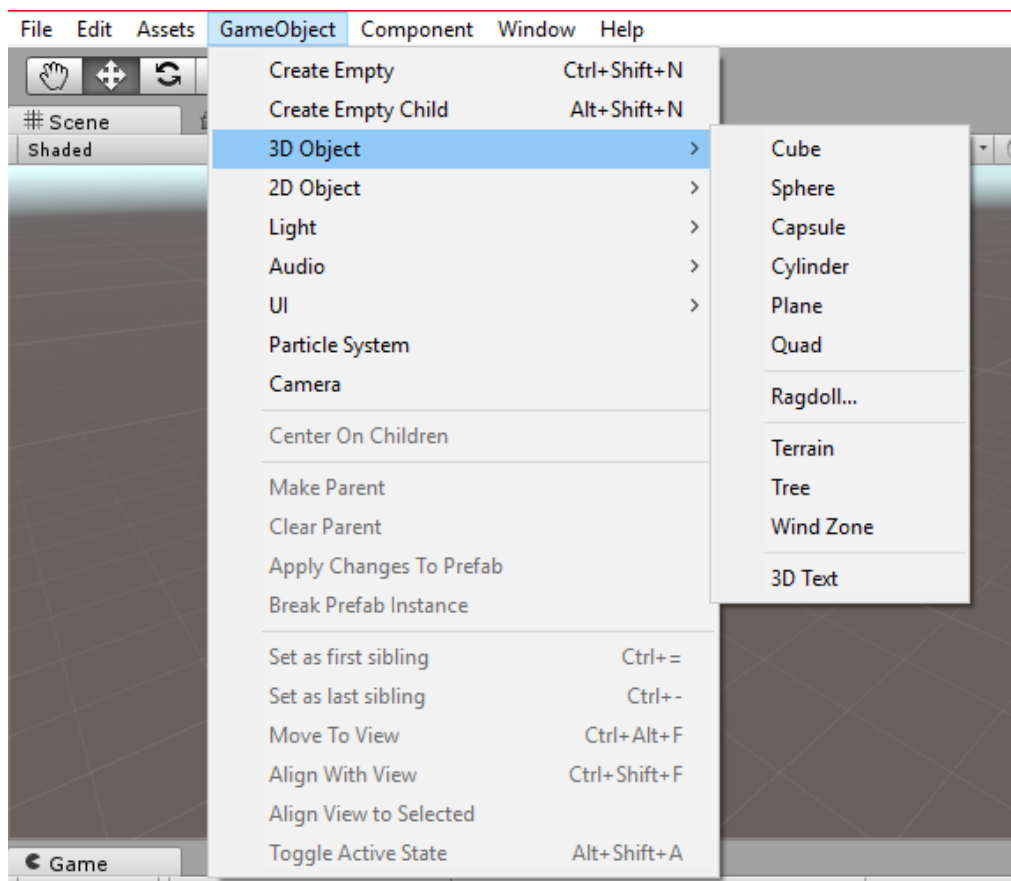 File Edit Assets GameObject Component Window Help
Create Empty Ctrl+Shift+N
Create Empty Child Alt+Shift+N
3D Object >
2D Object >
Light >
Audio >
UI >
Particle System
Camera
Center On Children
Make Parent
Clear Parent
Apply Changes To Prefab
Break Prefab Instance
Set as first sibling Ctrl+=
Set as last sibling Ctrl+-
Move To View Ctrl+Alt+F
Align With View Ctrl+Shift+F
Align View to Selected
Toggle Active State Alt+Shift+A
Cube
Sphere
Capsule
Cylinder
Plane
Quad
Ragdoll...
Terrain
Tree
Wind Zone
3D Text
Scene
Shaded
Game